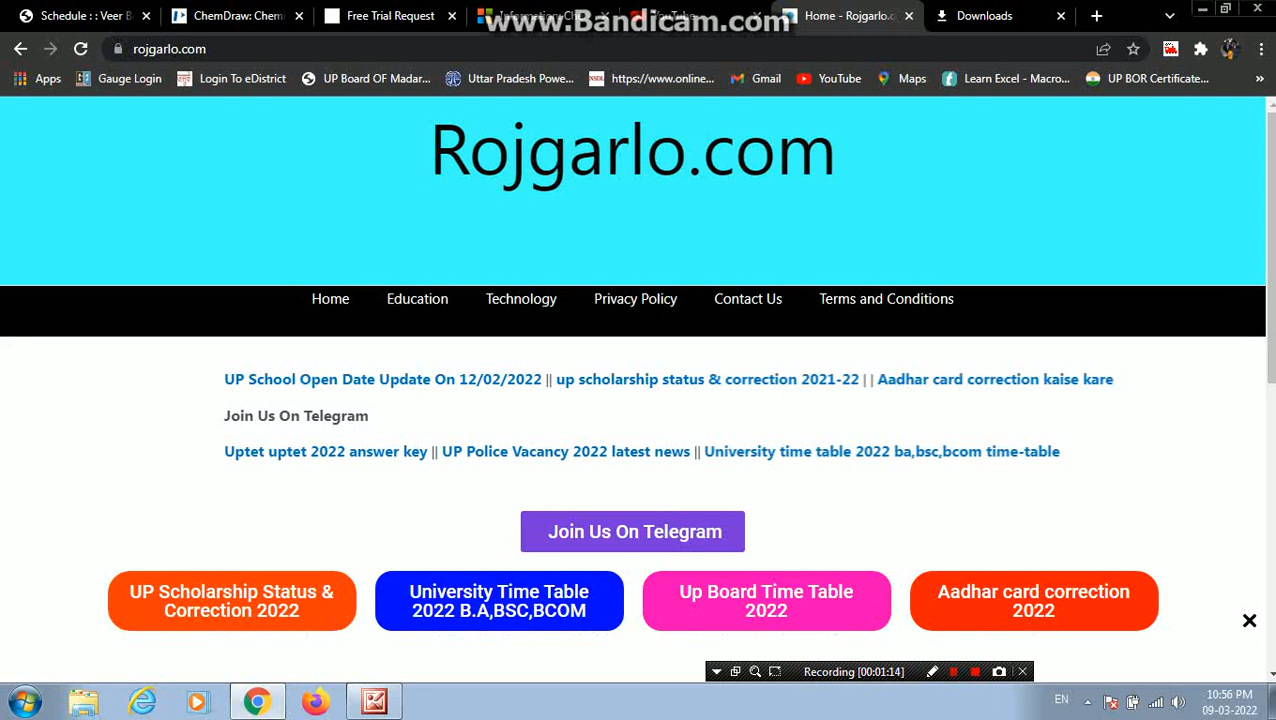 Schedule : Veer B
ChemDraw: Chem
Free Trial Request
www.Bandicam.com
Home - Rojgarlo.c
Downloads
rojgarlo.com
Apps
Gauge Login
Login To eDistrict
UP Board OF Madar...
Uttar Pradesh Powe...
NSDL
https://www.online...
Gmail
YouTube
Maps
Learn Excel - Macro...
UP BOR Certificate...
Rojgarlo.com
Home
Education
Technology
Privacy Policy
Contact Us
Terms and Conditions
UP School Open Date Update On 12/02/2022 || up scholarship status & correction 2021-22 || Aadhar card correction kaise kare
Join Us On Telegram
Uptet uptet 2022 answer key || UP Police Vacancy 2022 latest news || University time table 2022 ba,bsc,bcom time-table
Join Us On Telegram
UP Scholarship Status &
Correction 2022
University Time Table
2022 B.A,BSC,BCOM
Up Board Time Table
2022
Aadhar card correction
2022
Recording [00:01:14]
EN
10:56 PM
09-03-2022